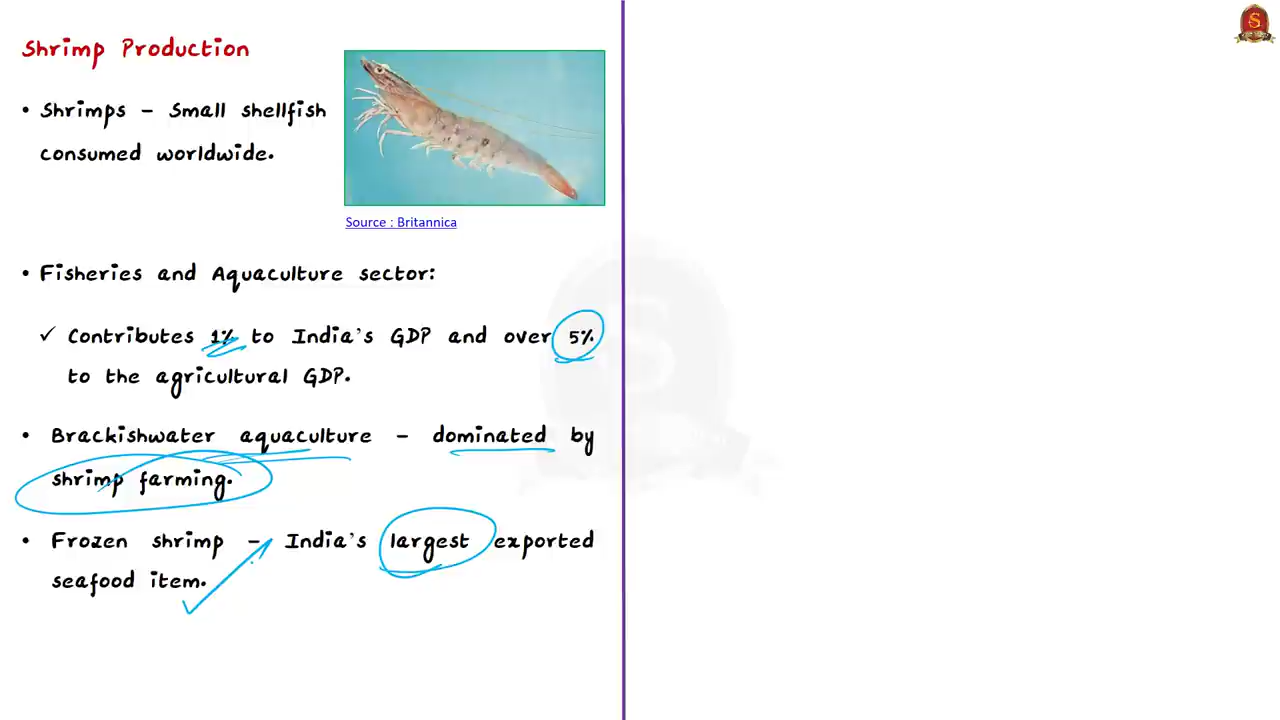 Shrimp Production
• Shrimps – Small shellfish
consumed worldwide.
Source : Britannica
• Fisheries and Aquaculture sector:
✓ Contributes 1% to India's GDP and over 5%
to the agricultural GDP.
• Brackishwater aquaculture – dominated by
shrimp farming.
• Frozen shrimp – India's largest exported
seafood item.